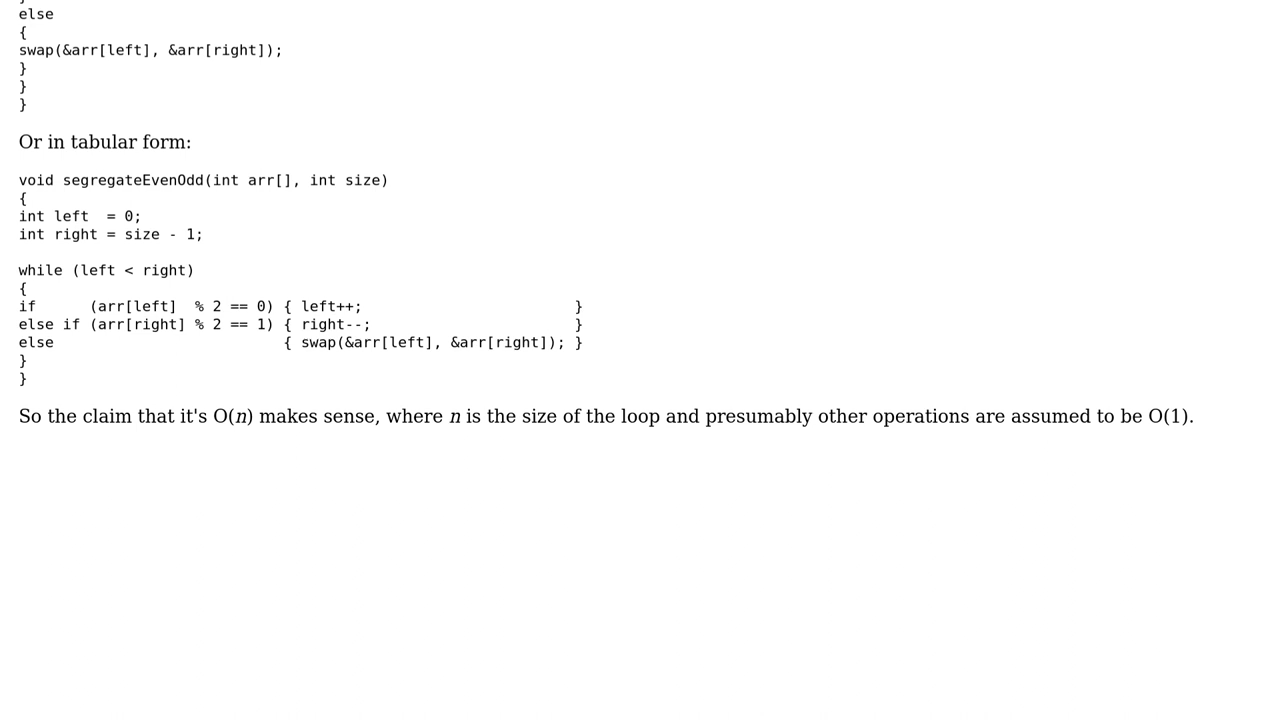 else
{
swap(&arr[left], &arr[right]);
}
}
}
Or in tabular form:
void segregateEvenOdd(int arr[], int size)
{
int left  = 0;
int right = size - 1;
while (left < right)
{
if      (arr[left]  % 2 == 0) { left++;                        }
else if (arr[right] % 2 == 1) { right--;                       }
else                          { swap(&arr[left], &arr[right]); }
}
}
So the claim that it's O(n) makes sense, where n is the size of the loop and presumably other operations are assumed to be O(1).